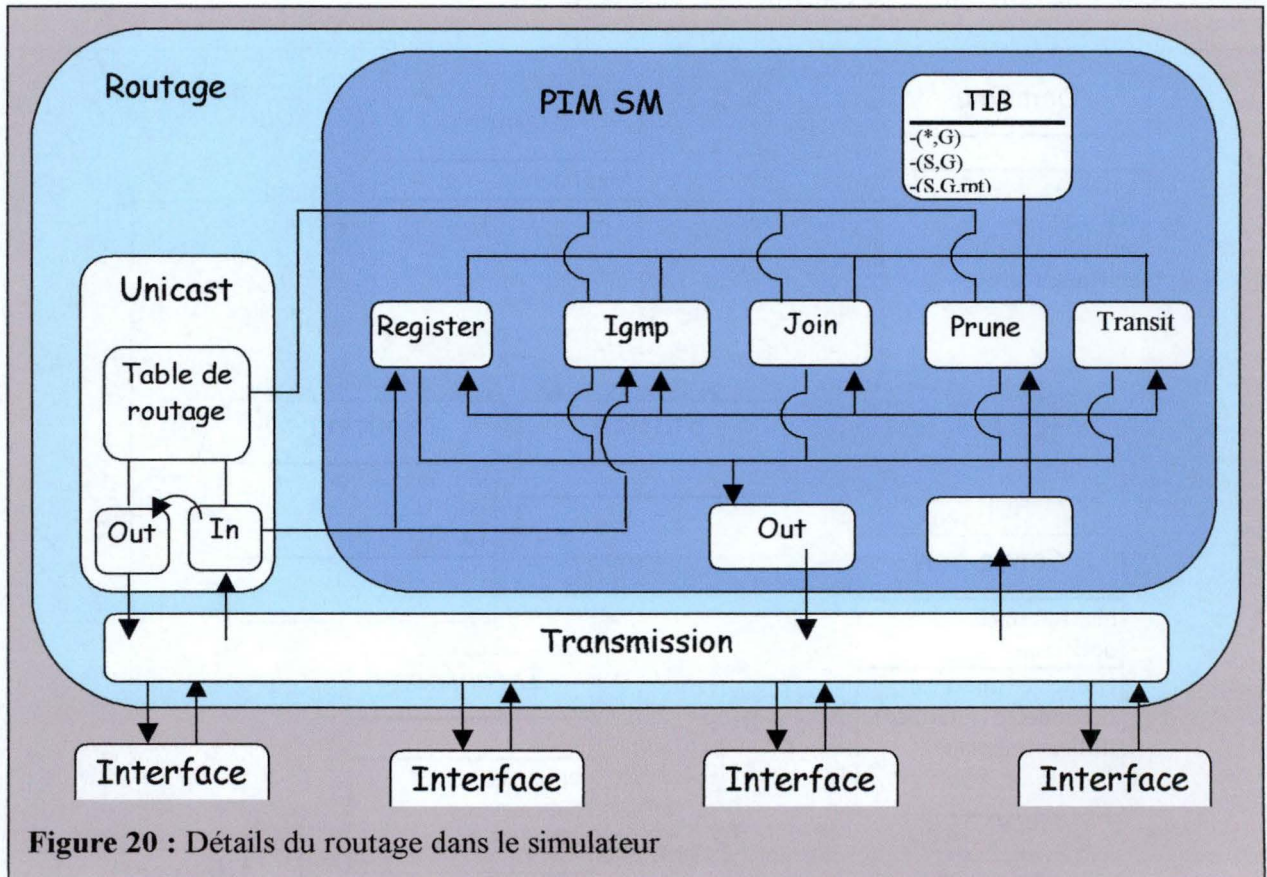 Routage
PIM SM
TIB
-(*,G)
-(S,G)
-(S,G,rpt)
Unicast
Table de
routage
Register
Igmp
Join
Prune
Transit
Out
In
Out
Transmission
Interface
Interface
Interface
Interface
Figure 20 : Détails du routage dans le simulateur